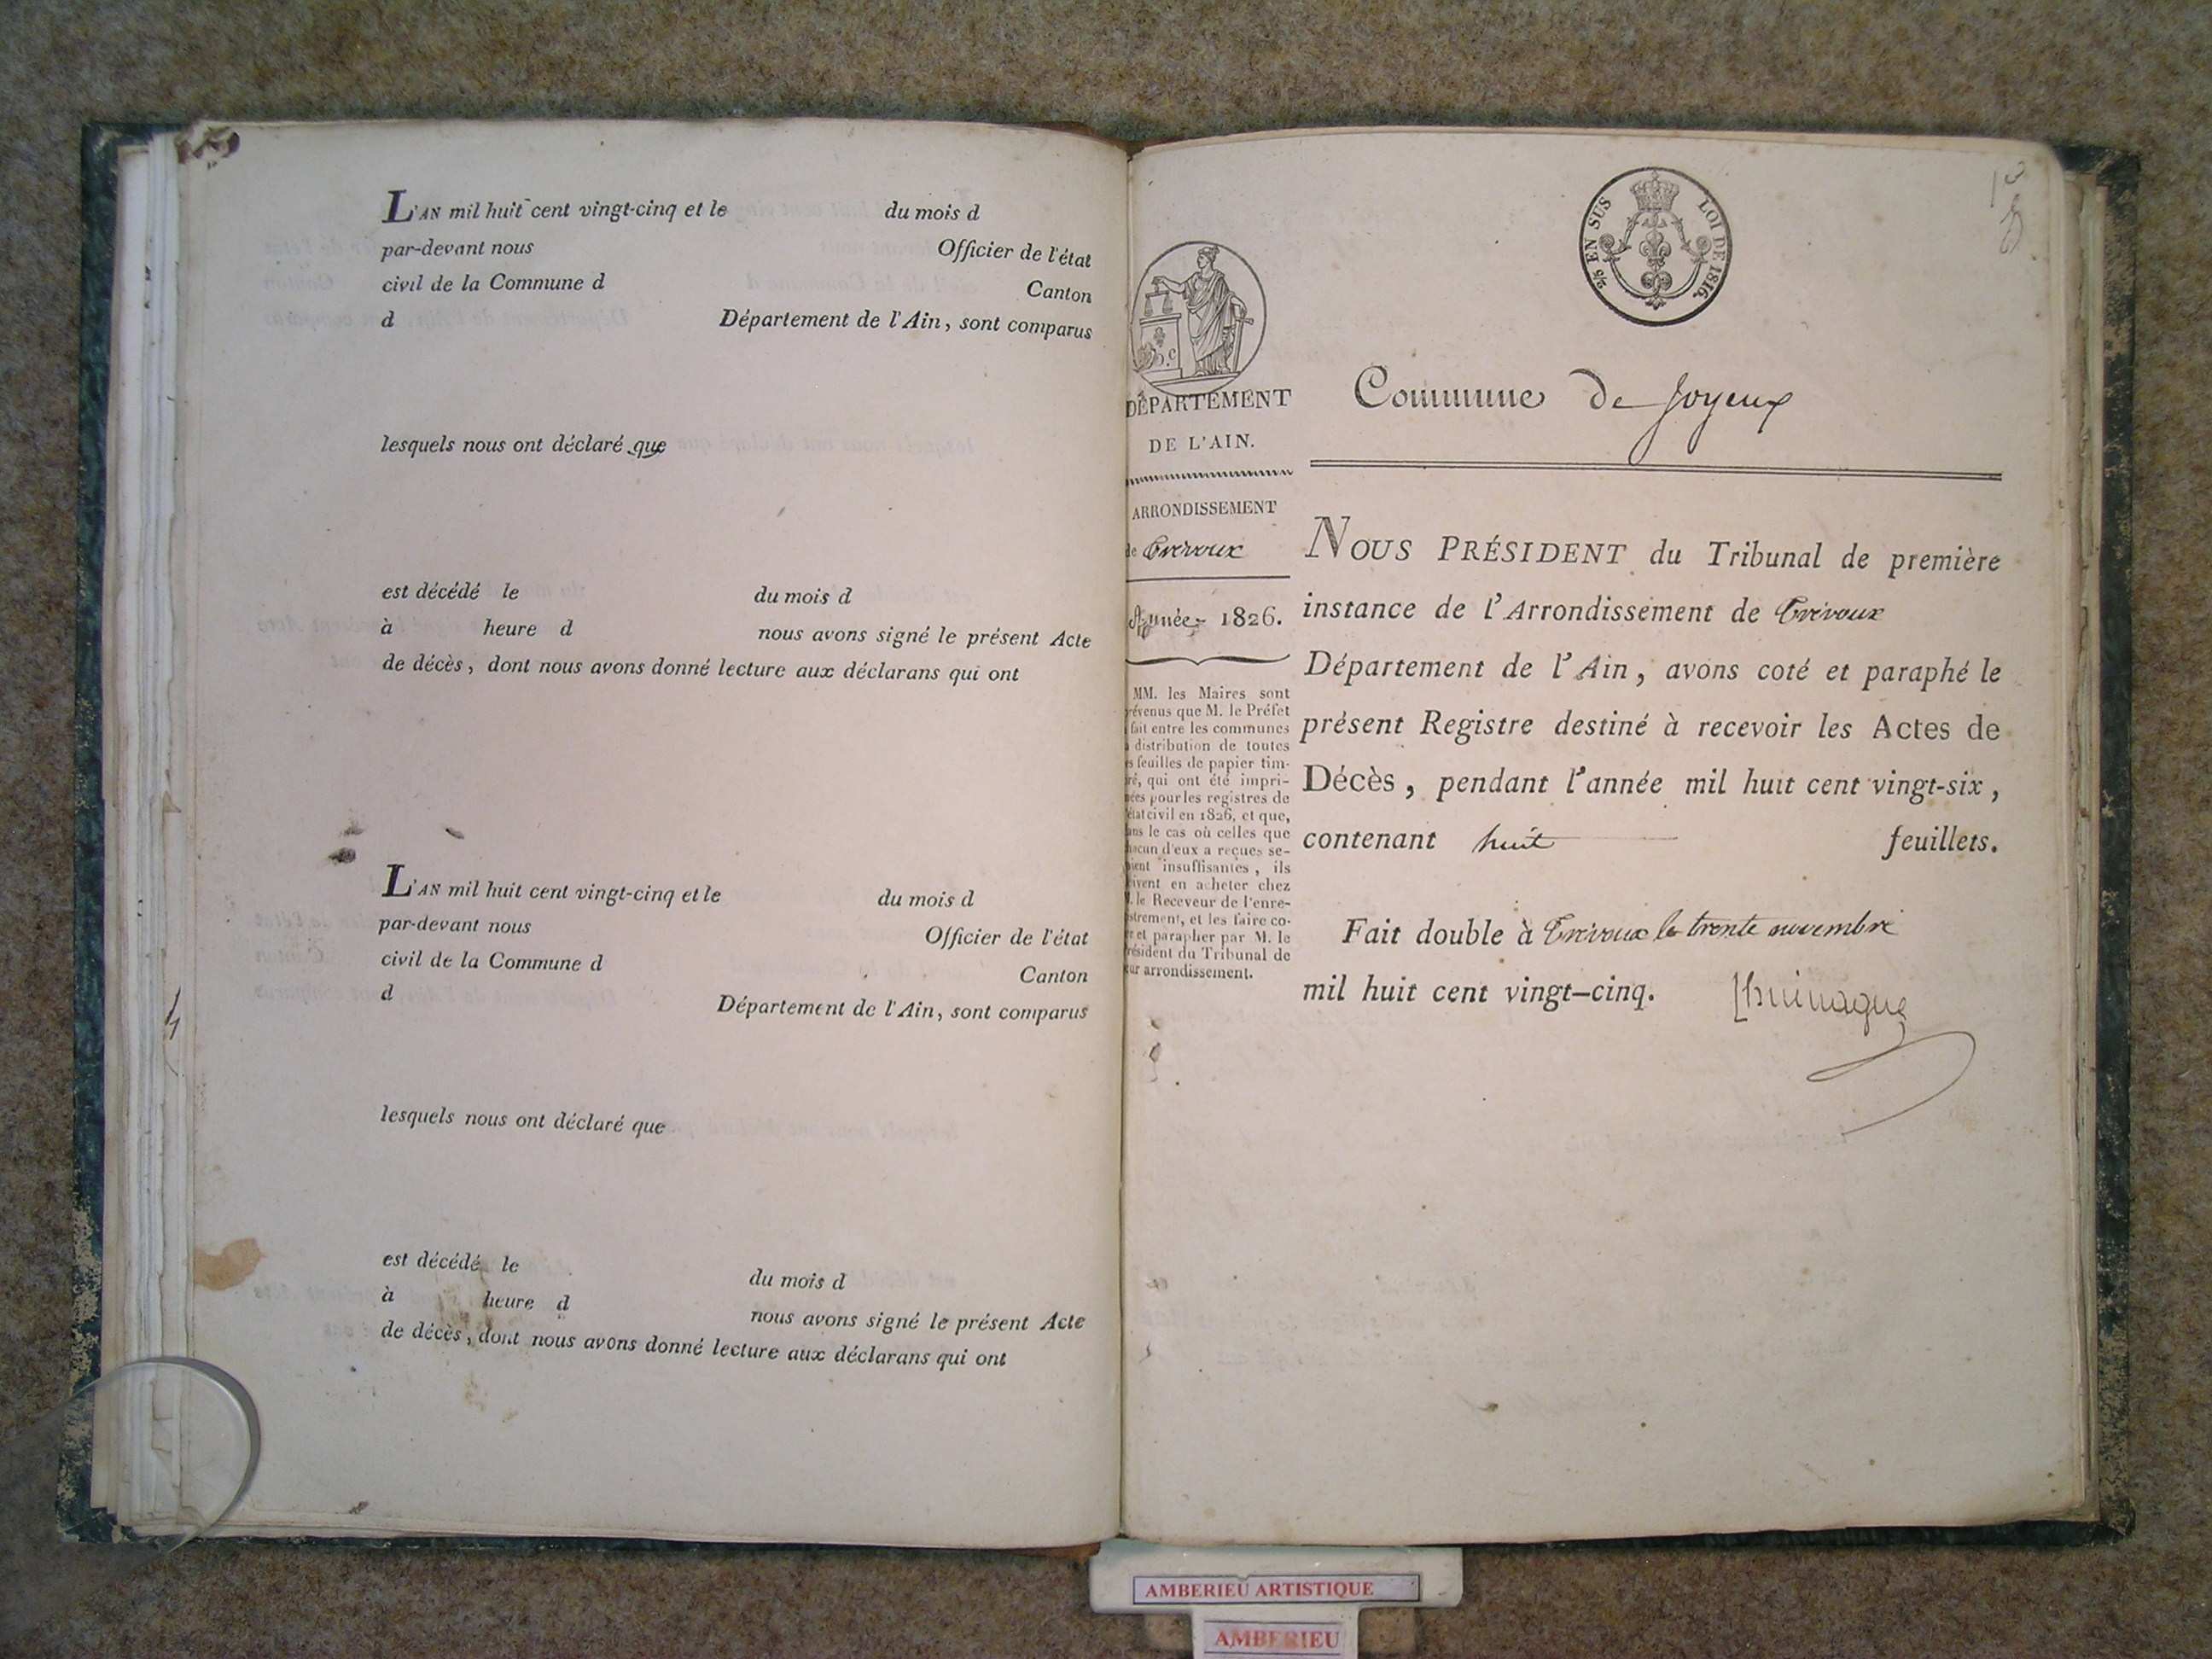 L'AN mil huit cent vingt-cinq et le du mois d
par-devant nous Officier de l'état
civil de la Commune d Canton
d Département de l'Ain, sont comparus
lesquels nous ont déclaré que
est décédé le du mois d
à heure d nous avons signé le présent Acte
de décès, dont nous avons donné lecture aux déclarans qui ont
L'AN mil huit cent vingt-cinq et le du mois d
par-devant nous Officier de l'état
civil de la Commune d Canton
d Département de l'Ain, sont comparus
lesquels nous ont déclaré que
est décédé le du mois d
à heure d nous avons signé le présent Acte
de décès, dont nous avons donné lecture aux déclarans qui ont
2/5 EN SUS LOI DE 1816.
DÉPARTEMENT
DE L'AIN.
ARRONDISSEMENT
de Trévoux
Année 1826.
MM. les Maires sont
révenus que M. le Préfet
fait entre les communes
distribution de toutes
s feuilles de papier tim-
ré, qui ont été impri-
ées pour les registres de
état civil en 1826, et que,
ans le cas où celles que
acun d'eux a reçues se-
ient insuffisantes, ils
ivent en acheter chez
. le Receveur de l'enre-
strement, et les faire co-
r et parapher par M. le
résident du Tribunal de
ur arrondissement.
Commune de Joyeux
NOUS PRÉSIDENT du Tribunal de première
instance de l'Arrondissement de Trévoux
Département de l'Ain, avons coté et paraphé le
présent Registre destiné à recevoir les Actes de
Décès, pendant l'année mil huit cent vingt-six,
contenant huit feuillets.
Fait double à Trévoux le trente novembre
mil huit cent vingt-cinq.
AMBERIEU ARTISTIQUE
AMBERIEU